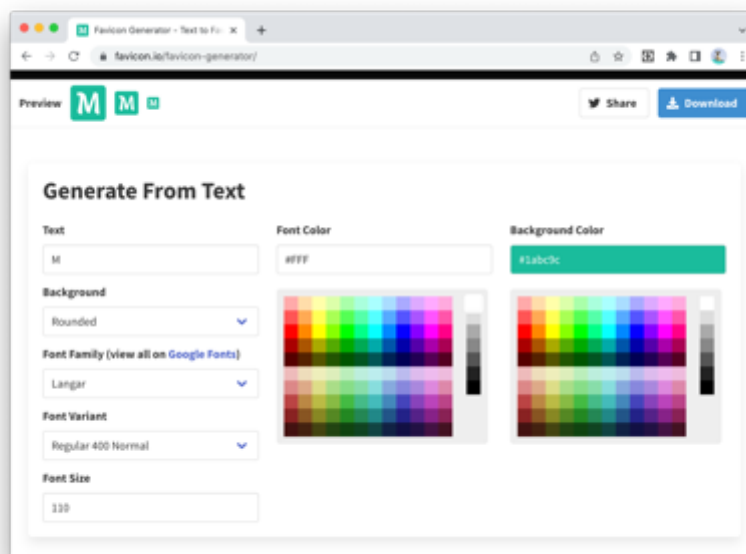 Favicon Generator - Text to Fa
favicon.io/favicon-generator/
Preview M M M Share Download
Generate From Text
Text
M
Background
Rounded
Font Family (view all on Google Fonts)
Langar
Font Variant
Regular 400 Normal
Font Size
110
Font Color
#FFF
Background Color
#1abc9c